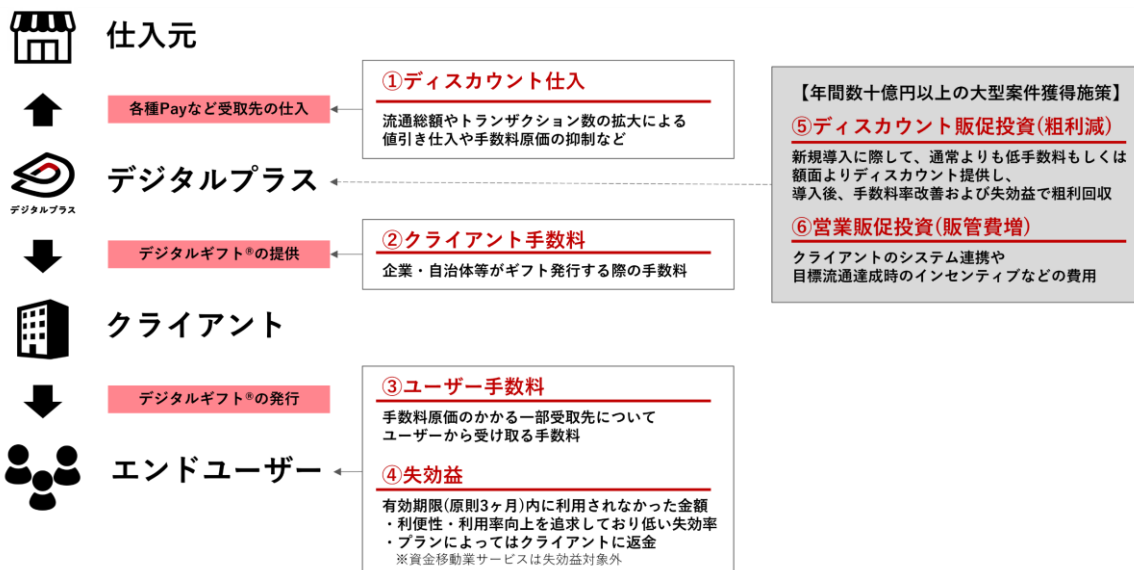 仕入元
各種Payなど受取先の仕入
①ディスカウント仕入
流通総額やトランザクション数の拡大による
値引き仕入や手数料原価の抑制など
デジタルプラス
デジタルプラス
デジタルギフト®の提供
②クライアント手数料
企業・自治体等がギフト発行する際の手数料
クライアント
デジタルギフト®の発行
③ユーザー手数料
手数料原価のかかる一部受取先について
ユーザーから受け取る手数料
エンドユーザー
④失効益
有効期限(原則3ヶ月)内に利用されなかった金額
・利便性・利用率向上を追求しており低い失効率
・プランによってはクライアントに返金
※資金移動業サービスは失効益対象外
【年間数十億円以上の大型案件獲得施策】
⑤ディスカウント販促投資(粗利減)
新規導入に際して、通常よりも低手数料もしくは
額面よりディスカウント提供し、
導入後、手数料率改善および失効益で粗利回収
⑥営業販促投資(販管費増)
クライアントのシステム連携や
目標流通達成時のインセンティブなどの費用